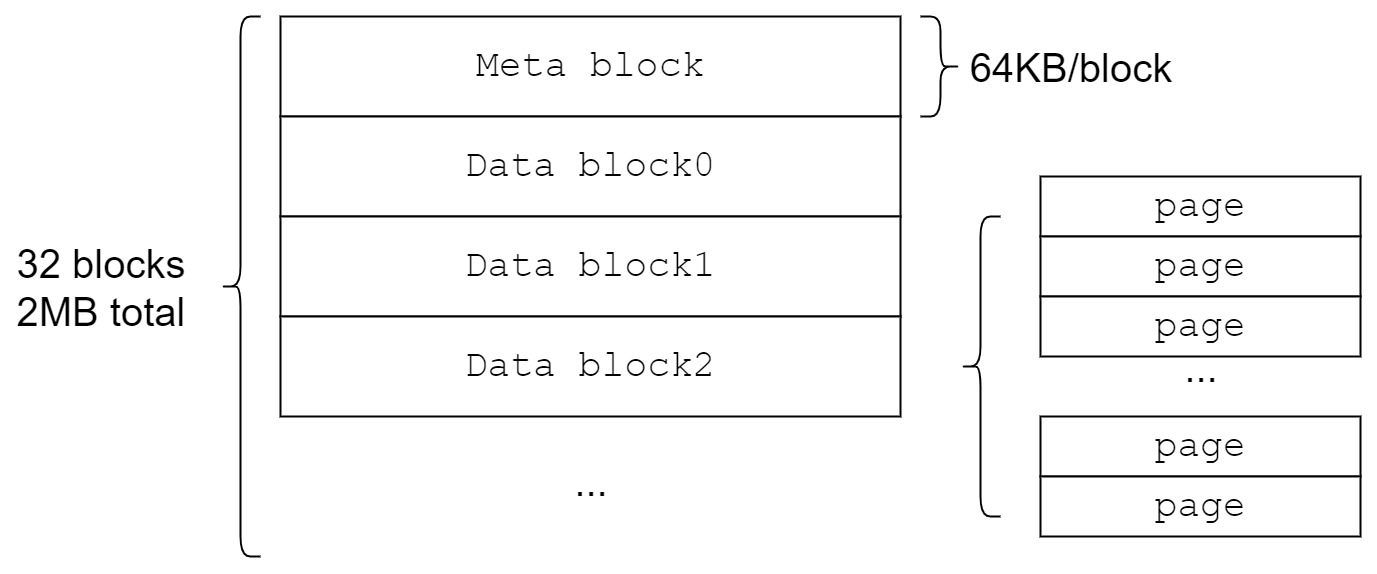 Meta block
64KB/block
Data block0
Data block1
Data block2
...
32 blocks
2MB total
page
page
page
...
page
page